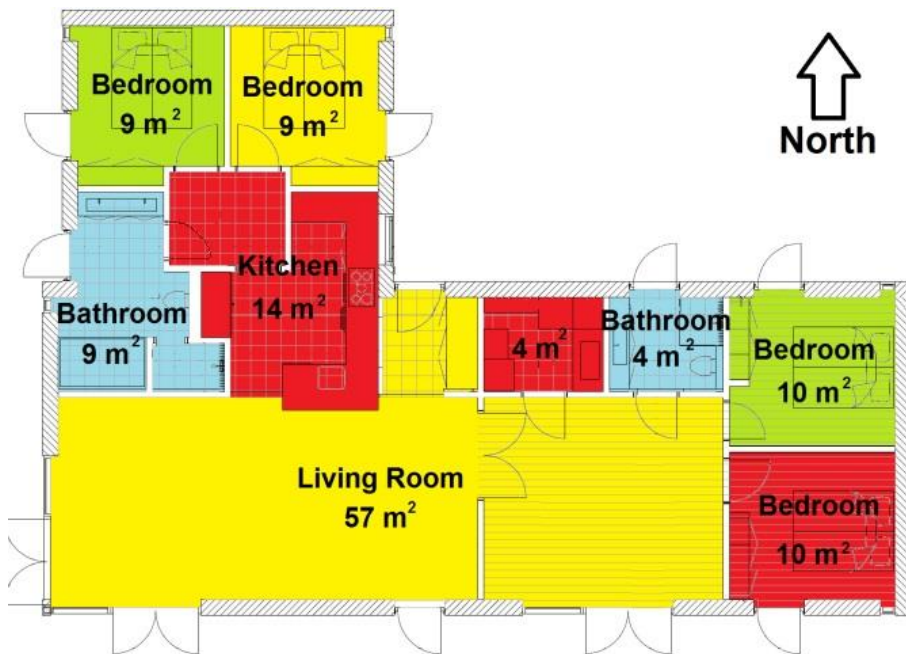 Bedroom
9 m²
Bedroom
9 m²
North
Kitchen
14 m²
Bathroom
9 m²
4 m²
Bathroom
4 m²
Bedroom
10 m²
Living Room
57 m²
Bedroom
10 m²